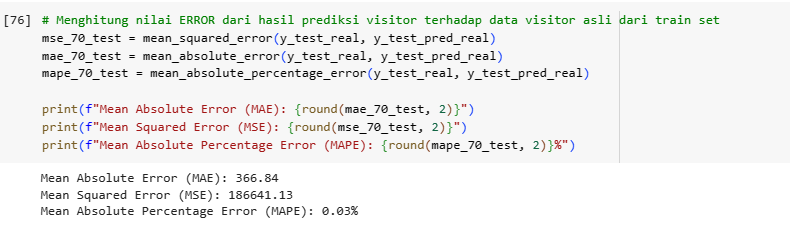 [76] # Menghitung nilai ERROR dari hasil prediksi visitor terhadap data visitor asli dari train set
mse_70_test = mean_squared_error(y_test_real, y_test_pred_real)
mae_70_test = mean_absolute_error(y_test_real, y_test_pred_real)
mape_70_test = mean_absolute_percentage_error(y_test_real, y_test_pred_real)
print(f"Mean Absolute Error (MAE): {round(mae_70_test, 2)}")
print(f"Mean Squared Error (MSE): {round(mse_70_test, 2)}")
print(f"Mean Absolute Percentage Error (MAPE): {round(mape_70_test, 2)}%")
Mean Absolute Error (MAE): 366.84
Mean Squared Error (MSE): 186641.13
Mean Absolute Percentage Error (MAPE): 0.03%